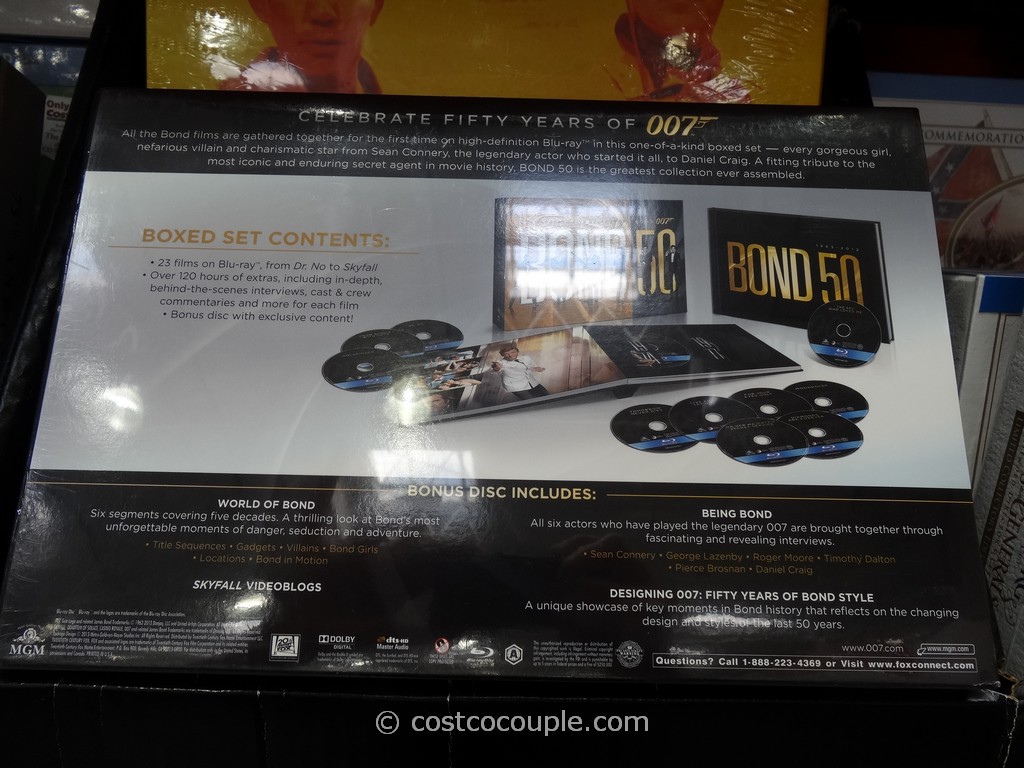 CELEBRATE FIFTY YEARS OF 007
All the Bond films are gathered together for the first time on high-definition Blu-ray™ in this one-of-a-kind boxed set — every gorgeous girl,
nefarious villain and charismatic star from Sean Connery, the legendary actor who started it all, to Daniel Craig. A fitting tribute to the
most iconic and enduring secret agent in movie history, BOND 50 is the greatest collection ever assembled.
BOXED SET CONTENTS:
• 23 films on Blu-ray™, from Dr. No to Skyfall
• Over 120 hours of extras, including in-depth,
behind-the-scenes interviews, cast & crew
commentaries and more for each film
• Bonus disc with exclusive content!
007
BOND 50
BOND 50
BONUS DISC INCLUDES:
WORLD OF BOND
Six segments covering five decades. A thrilling look at Bond's most
unforgettable moments of danger, seduction and adventure.
• Title Sequences • Gadgets • Villains • Bond Girls
• Locations • Bond in Motion
SKYFALL VIDEOBLOGS
BEING BOND
All six actors who have played the legendary 007 are brought together through
fascinating and revealing interviews.
• Sean Connery • George Lazenby • Roger Moore • Timothy Dalton
• Pierce Brosnan • Daniel Craig
DESIGNING 007: FIFTY YEARS OF BOND STYLE
A unique showcase of key moments in Bond history that reflects on the changing
design and styles of the last 50 years.
MGM
DOLBY
DIGITAL
dts-HD
Master Audio
A
www.007.com
www.mgm.com
Questions? Call 1-888-223-4369 or Visit www.foxconnect.com
Only
COMMEMORATI
© costcocouple.com